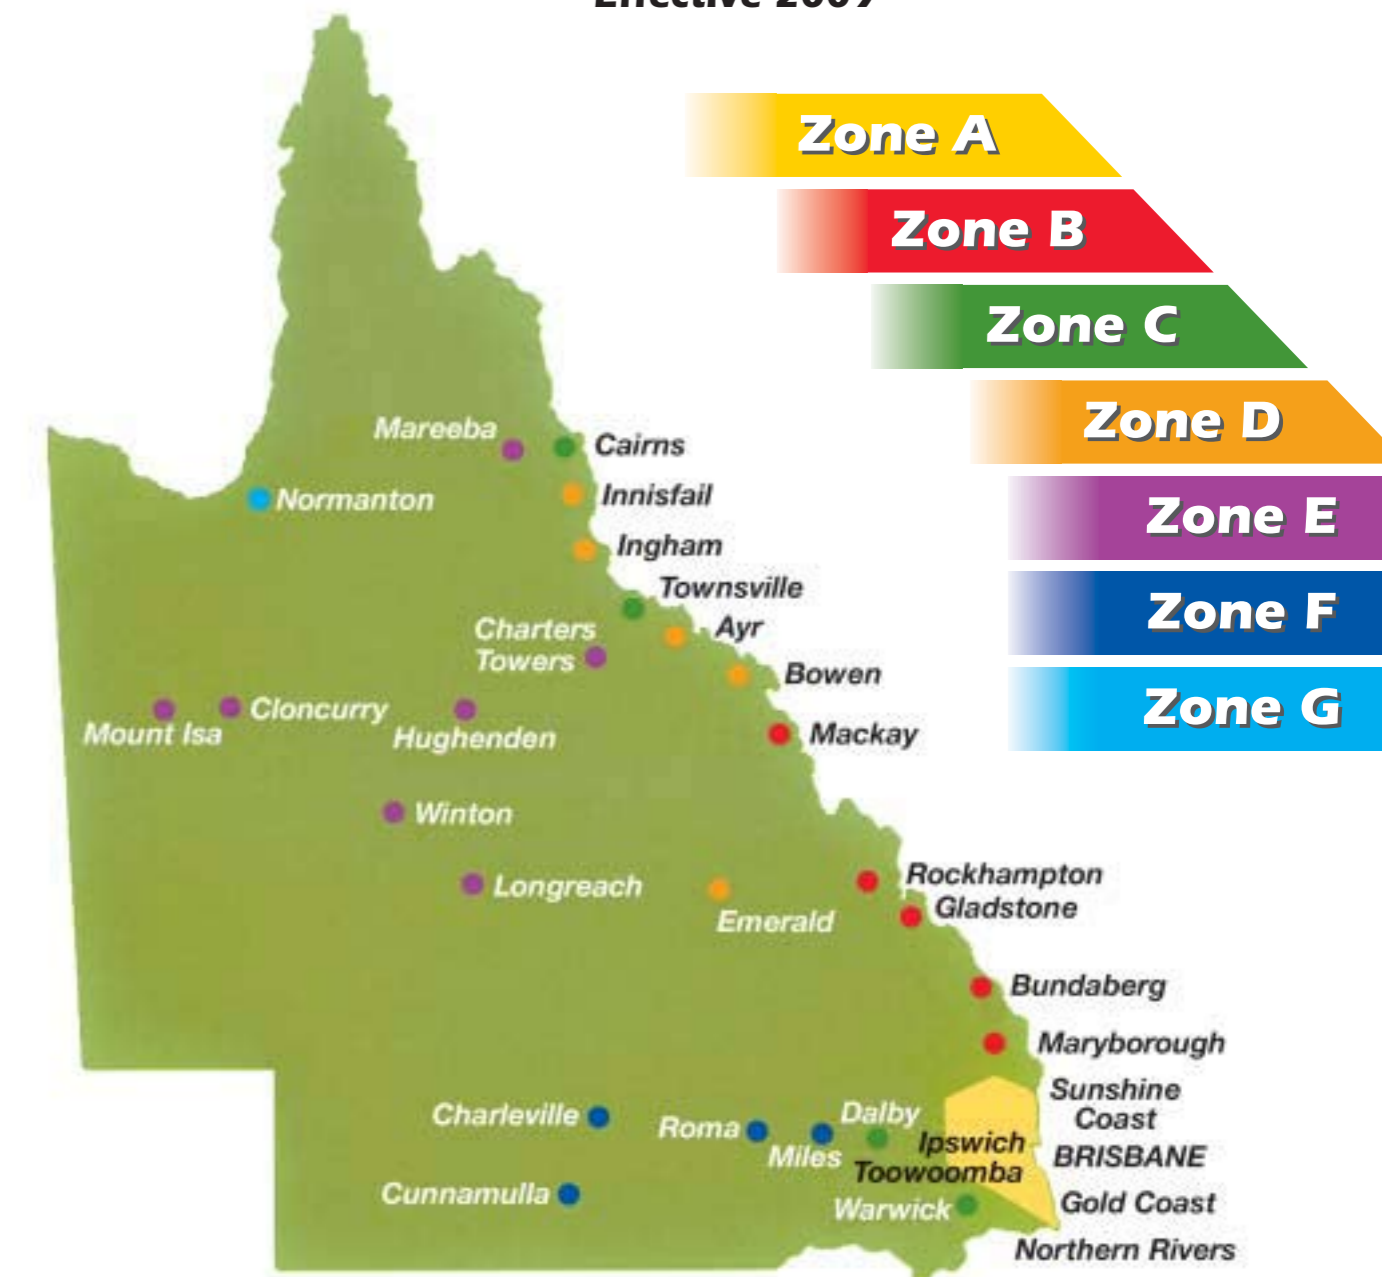 Effective 2009
Zone A
Zone B
Zone C
Zone D
Zone E
Zone F
Zone G
Mareeba
Cairns
Normanton
Innisfail
Ingham
Townsville
Charters
Towers
Ayr
Bowen
Mount Isa
Cloncurry
Hughenden
Mackay
Winton
Longreach
Emerald
Rockhampton
Gladstone
Bundaberg
Maryborough
Sunshine
Coast
Charleville
Roma
Miles
Dalby
Ipswich
Toowoomba
BRISBANE
Cunnamulla
Warwick
Gold Coast
Northern Rivers